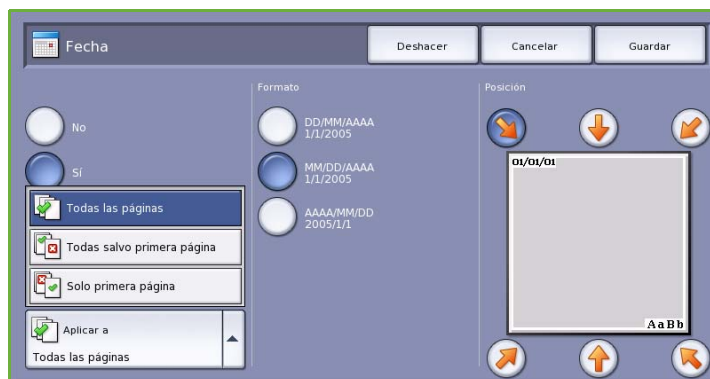 Fecha
Deshacer
Cancelar
Guardar
No
Sí
Todas las páginas
Todas salvo primera página
Solo primera página
Aplicar a
Todas las páginas
Formato
DD/MM/AAAA
1/1/2005
MM/DD/AAAA
1/1/2005
AAAA/MM/DD
2005/1/1
Posición
01/01/01
AaBb